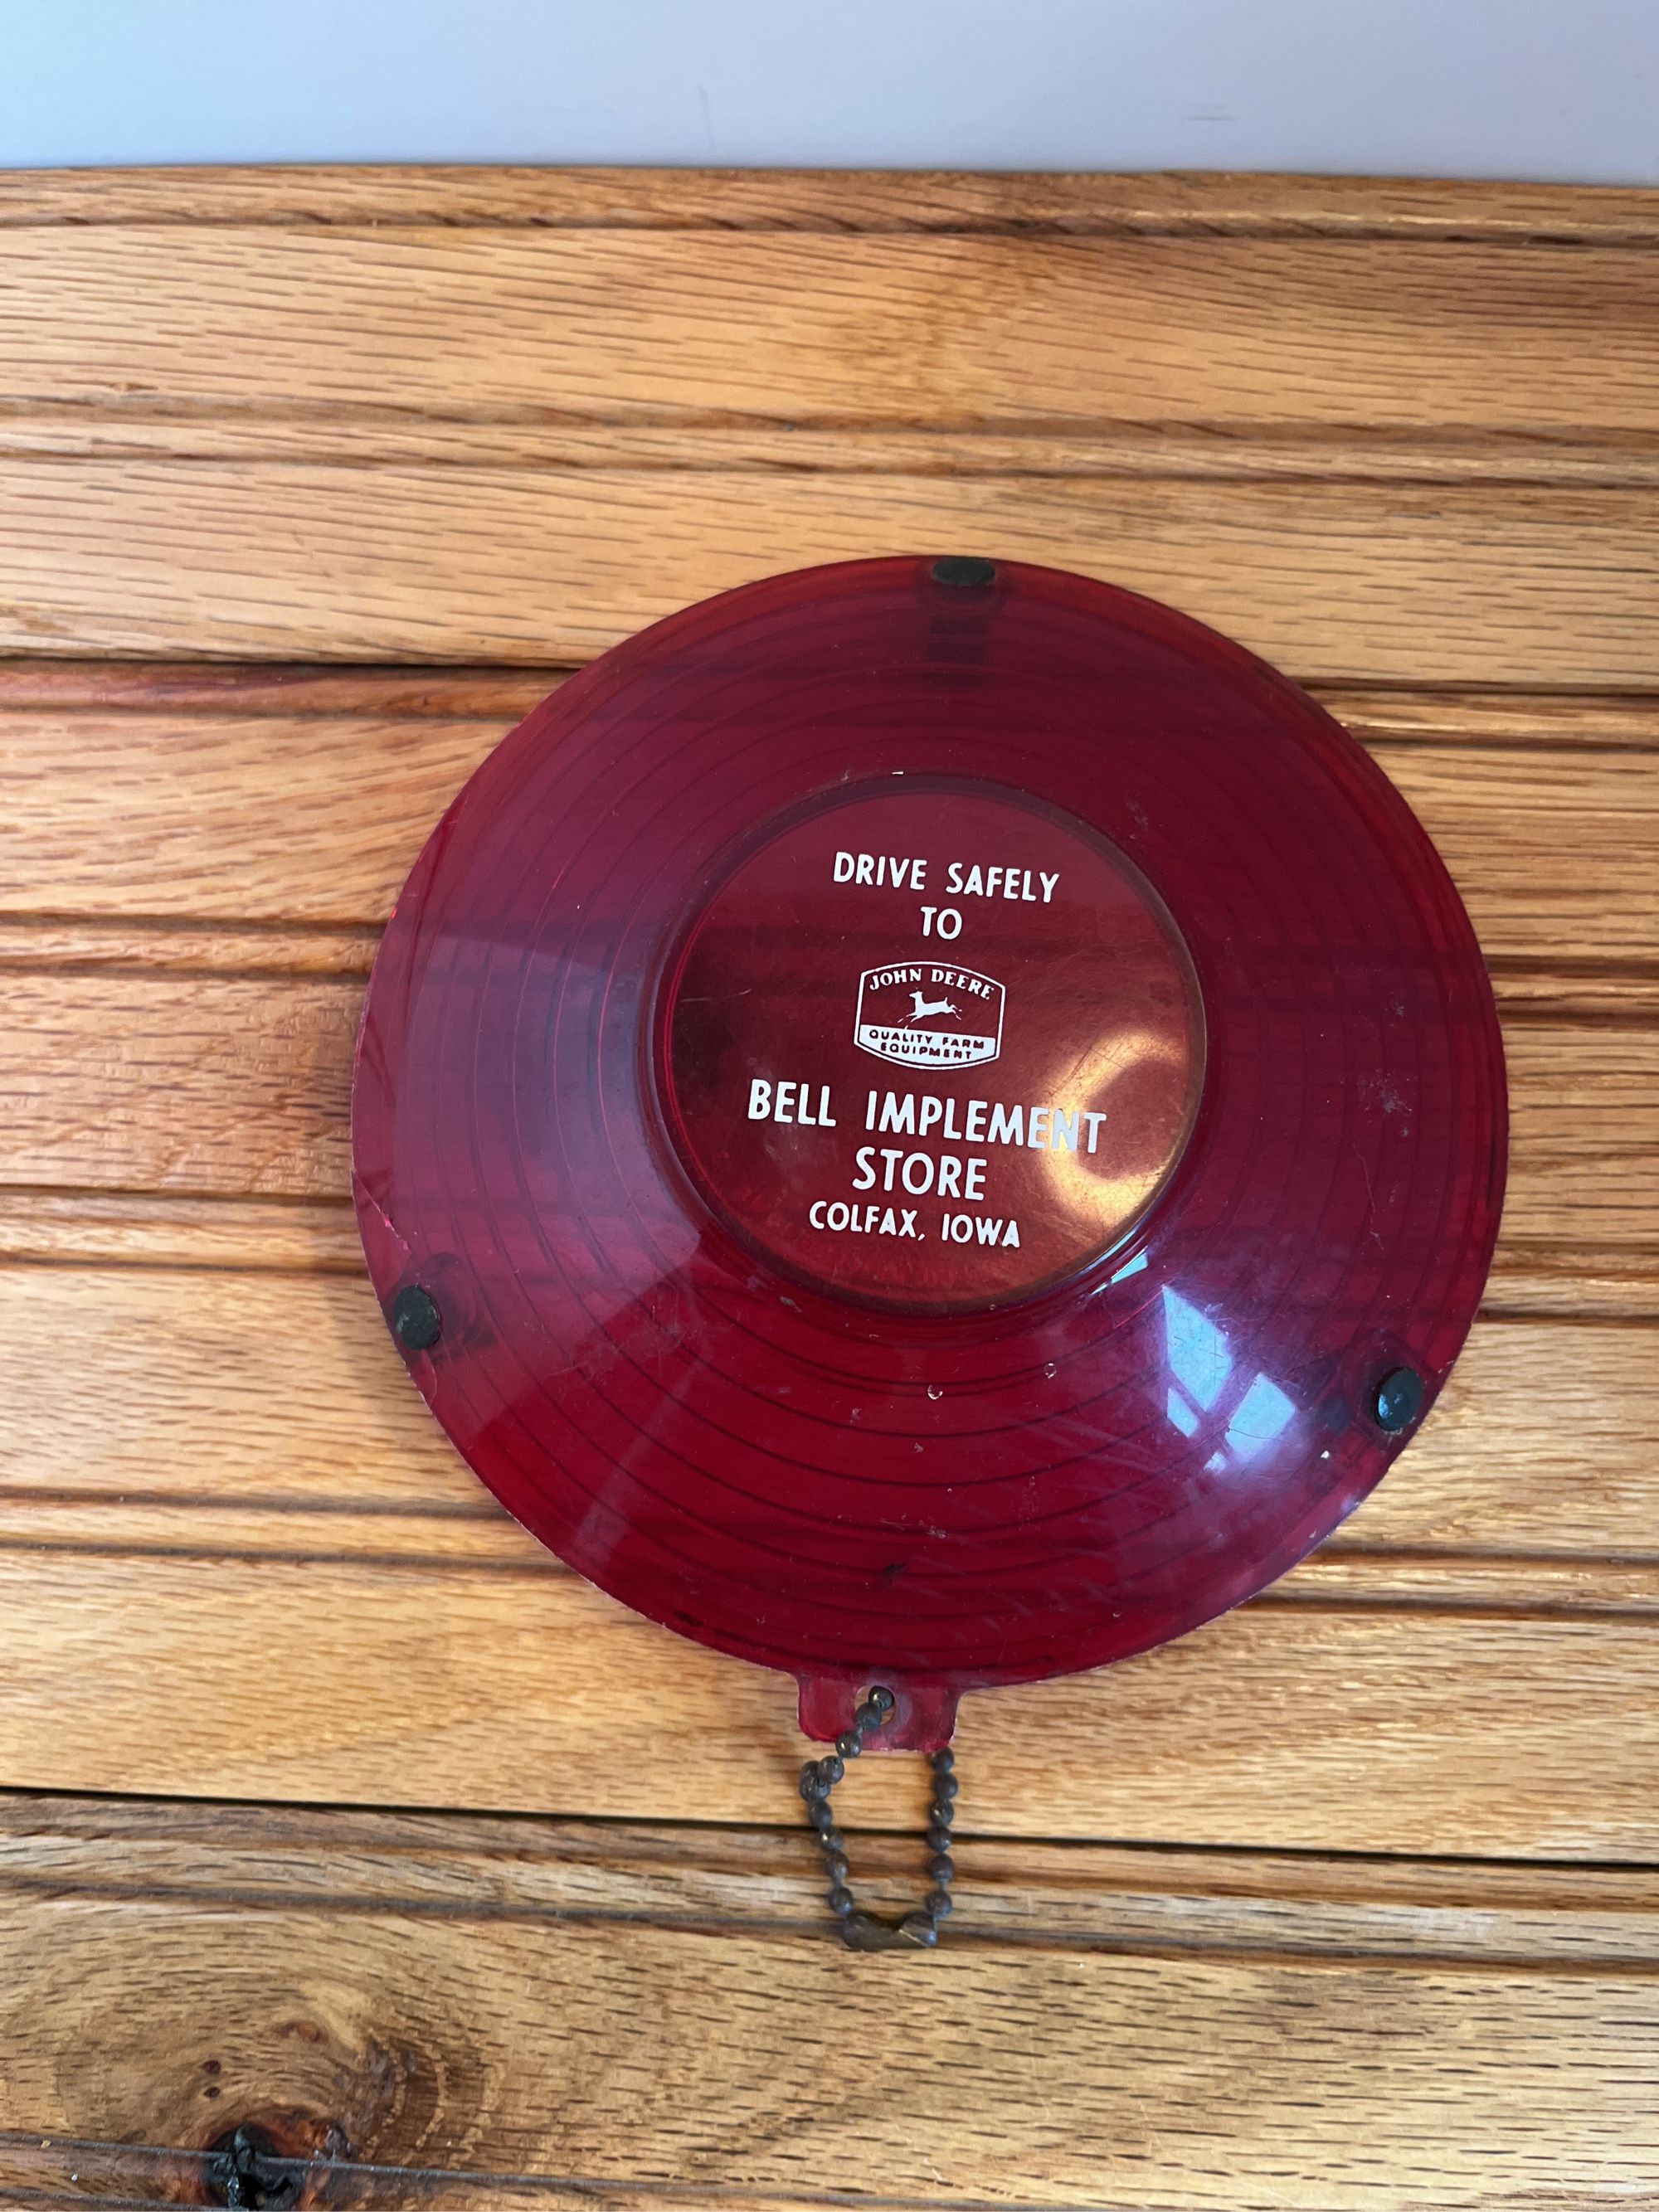 DRIVE SAFELY
TO
JOHN DEERE
QUALITY FARM
EQUIPMENT
BELL IMPLEMENT
STORE
COLFAX, IOWA